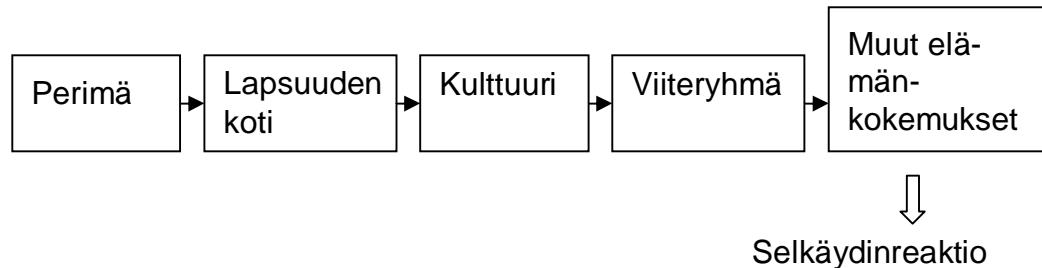 Perimä
Lapsuuden
koti
Kulttuuri
Viiteryhmä
Muut elä-
män-
kokemukset
Selkäydinreaktio